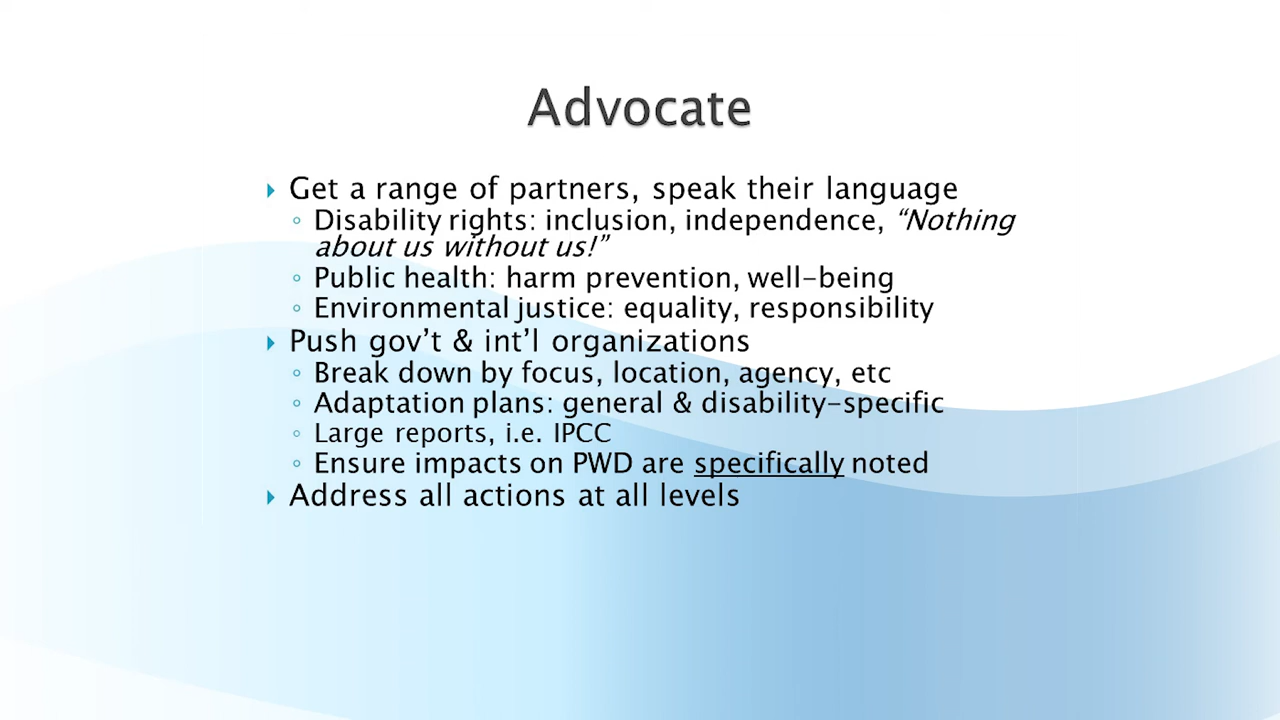 Advocate
Get a range of partners, speak their language
Disability rights: inclusion, independence, “Nothing
about us without us!”
Public health: harm prevention, well-being
Environmental justice: equality, responsibility
Push gov’t & int’l organizations
Break down by focus, location, agency, etc
Adaptation plans: general & disability-specific
Large reports, i.e. IPCC
Ensure impacts on PWD are specifically noted
Address all actions at all levels